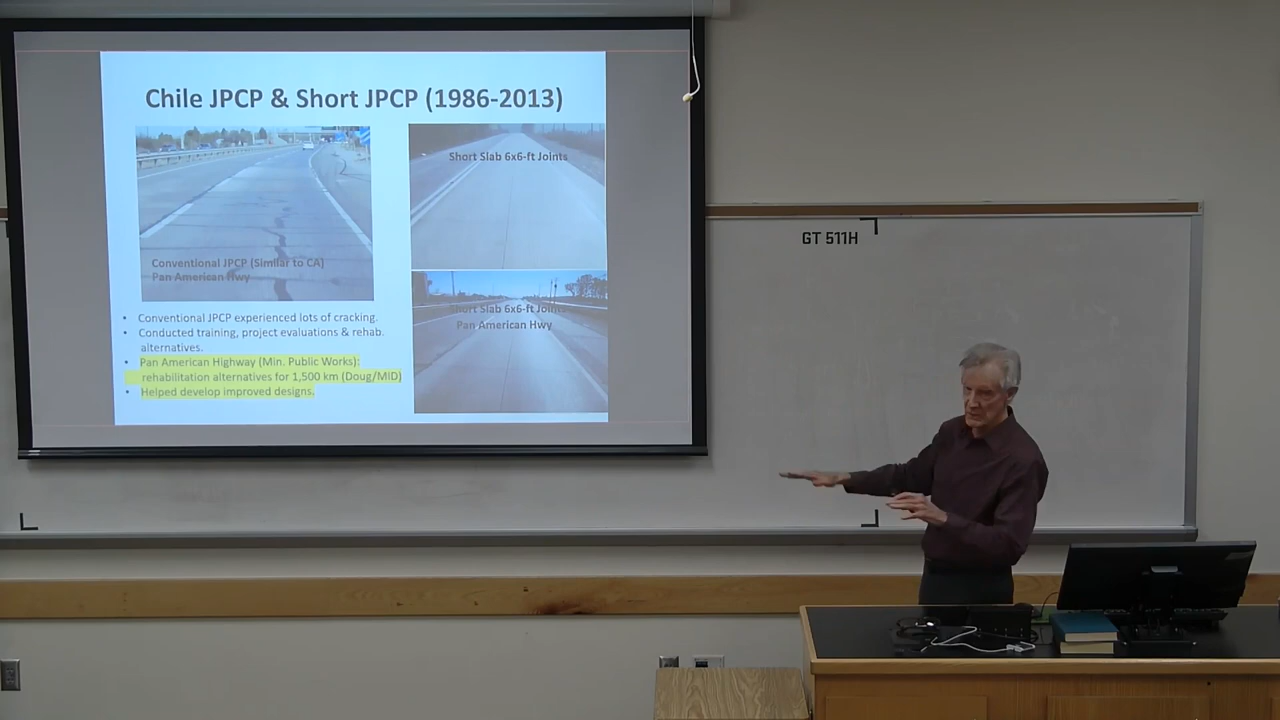 Chile JPCP & Short JPCP (1986-2013)
Conventional JPCP (Similar to CA)
Pan American Hwy
Short Slab 6x6-ft Joints
Short Slab 6x6-ft Joints
Pan American Hwy
• Conventional JPCP experienced lots of cracking.
• Conducted training, project evaluations & rehab.
alternatives.
• Pan American Highway (Min. Public Works):
rehabilitation alternatives for 1,500 km (Doug/MID)
• Helped develop improved designs.
GT 511H